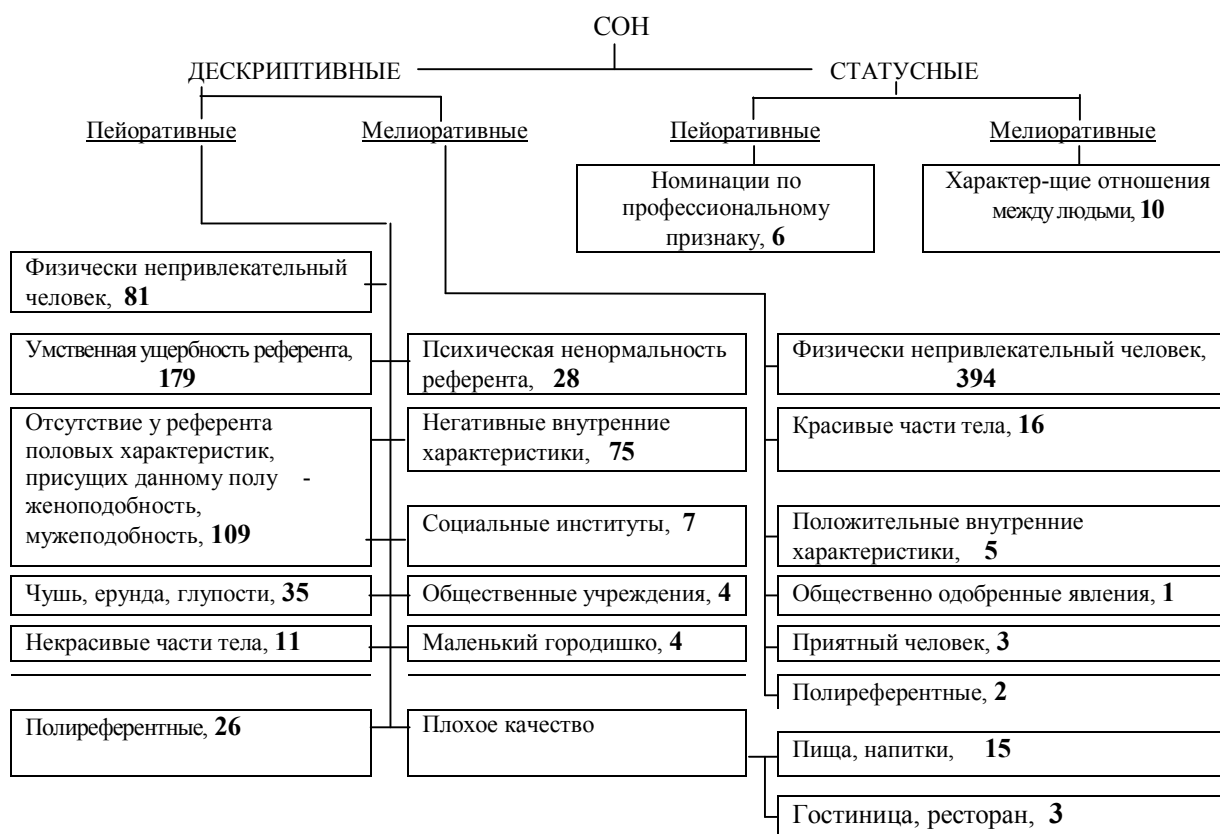 СОН
ДЕСКРИПТИВНЫЕ
СТАТУСНЫЕ
Пейоративные
Мелиоративные
Пейоративные
Мелиоративные
Номинации по
профессиональному
признаку, 6
Характер-щие отношения
между людьми, 10
Физически непривлекательный
человек, 81
Умственная ущербность референта,
179
Психическая ненормальность
референта, 28
Физически непривлекательный человек,
394
Отсутствие у референта
половых характеристик,
присущих данному полу -
женоподобность,
мужеподобность, 109
Негативные внутренние
характеристики, 75
Красивые части тела, 16
Социальные институты, 7
Положительные внутренние
характеристики, 5
Чушь, ерунда, глупости, 35
Общественные учреждения, 4
Общественно одобренные явления, 1
Некрасивые части тела, 11
Маленький городишко, 4
Приятный человек, 3
Полиреферентные, 2
Полиреферентные, 26
Плохое качество
Пища, напитки, 15
Гостиница, ресторан, 3